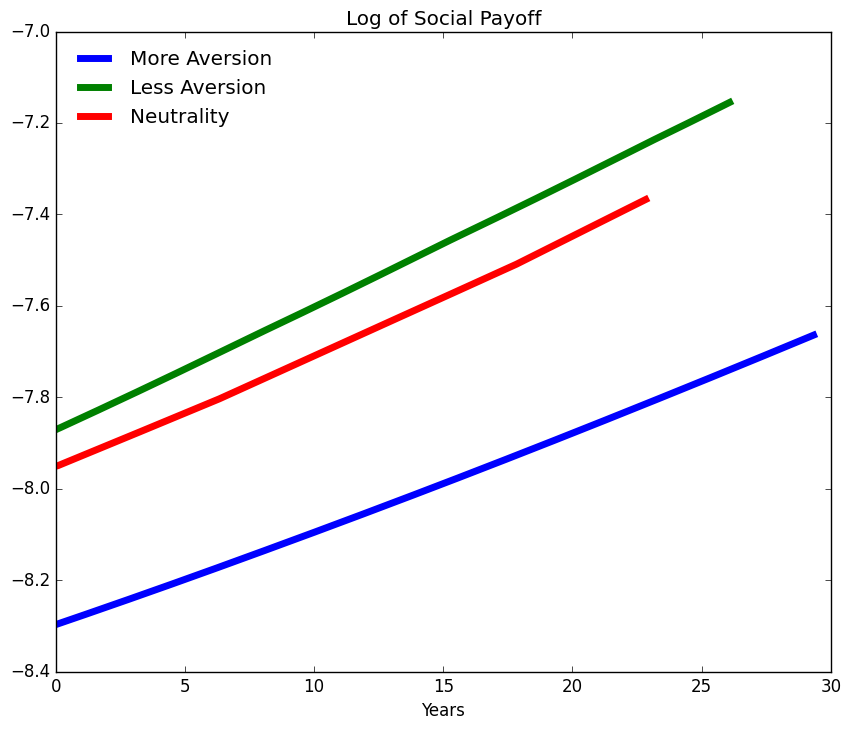 Log of Social Payoff
−7.0
−7.2
−7.4
−7.6
−7.8
−8.0
−8.2
−8.4
More Aversion
Less Aversion
Neutrality
0 5 10 15 20 25 30
Years